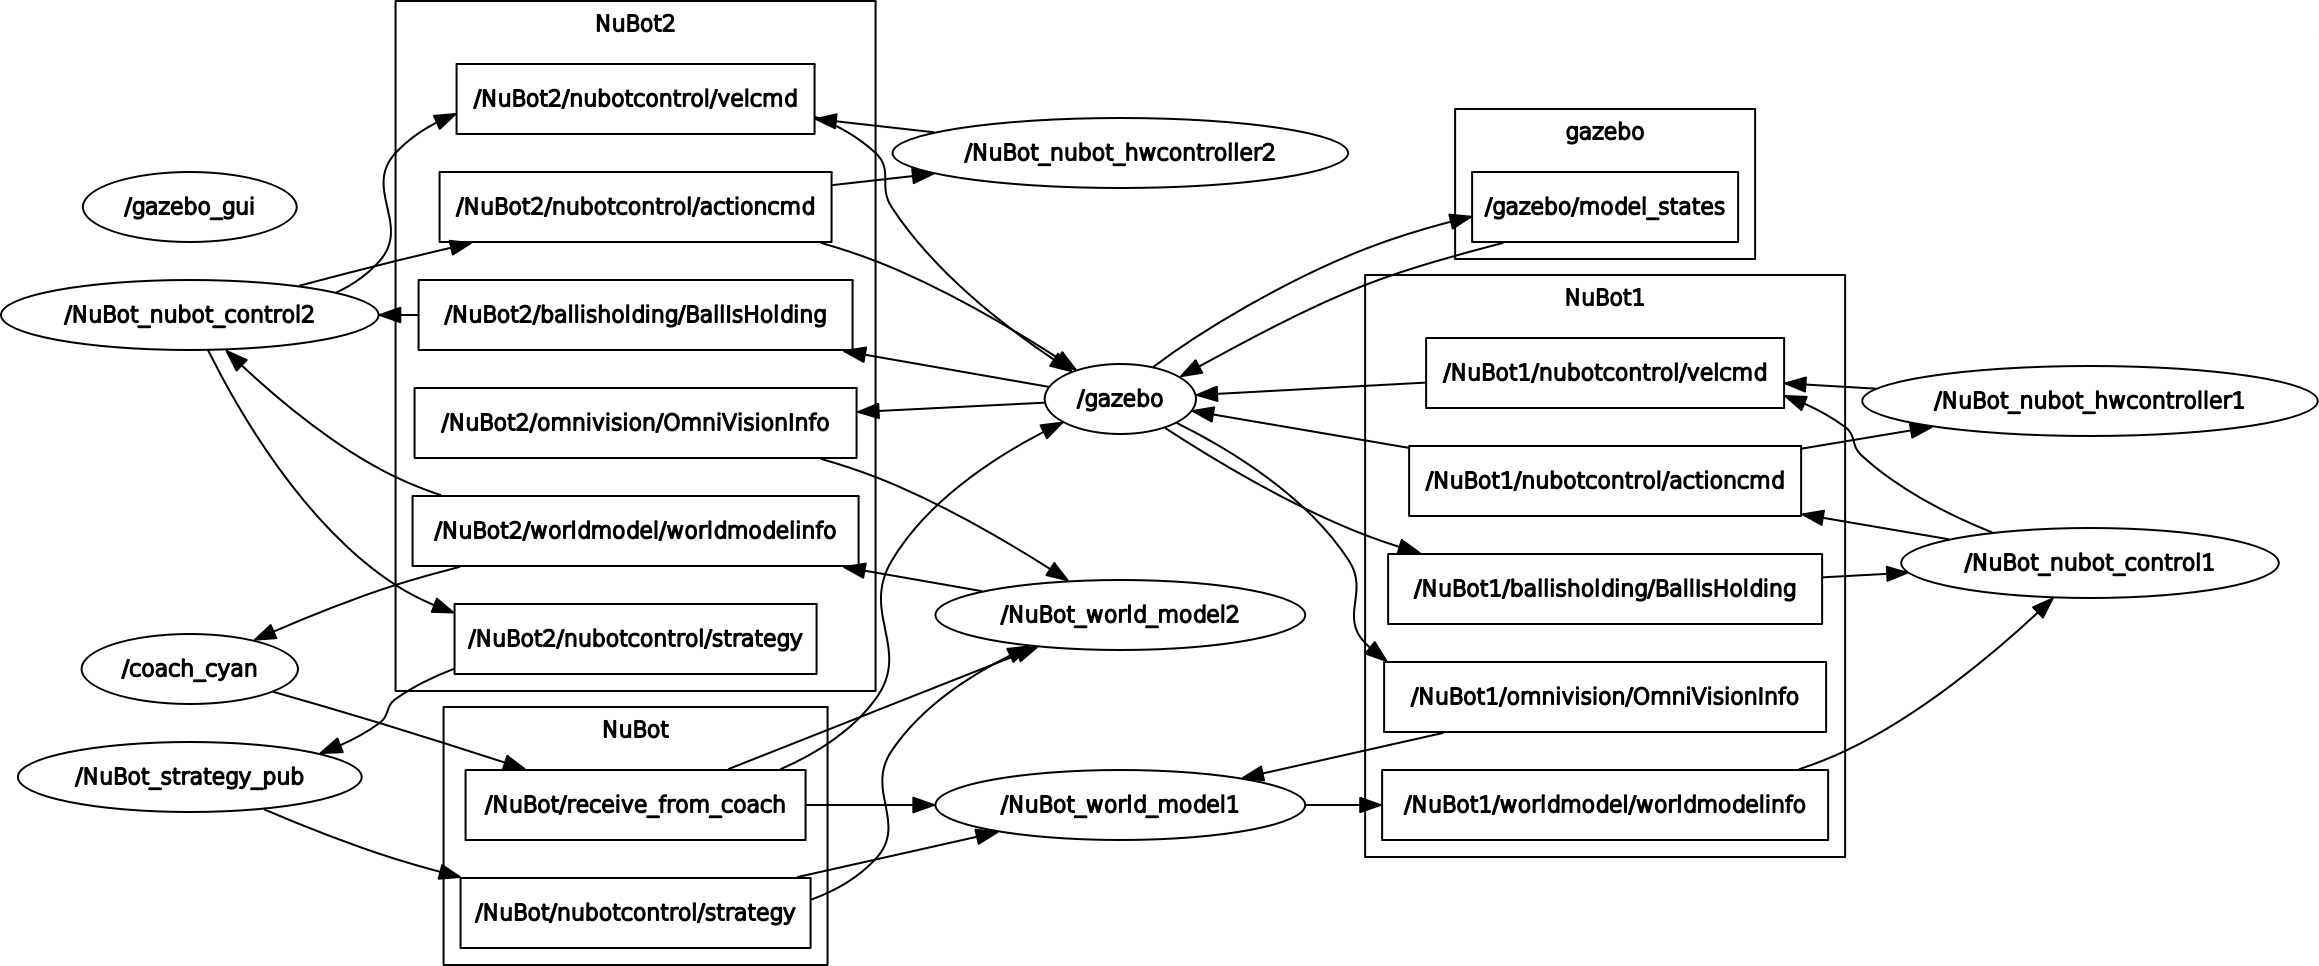 NuBot2
/NuBot2/nubotcontrol/velcmd
/NuBot2/nubotcontrol/actioncmd
/NuBot2/ballisholding/BallIsHolding
/NuBot2/omnivision/OmniVisionInfo
/NuBot2/worldmodel/worldmodelinfo
/NuBot2/nubotcontrol/strategy
/gazebo_gui
/NuBot_nubot_control2
/coach_cyan
/NuBot_strategy_pub
NuBot
/NuBot/receive_from_coach
/NuBot/nubotcontrol/strategy
/NuBot_nubot_hwcontroller2
/gazebo
/NuBot_world_model2
/NuBot_world_model1
gazebo
/gazebo/model_states
NuBot1
/NuBot1/nubotcontrol/velcmd
/NuBot1/nubotcontrol/actioncmd
/NuBot1/ballisholding/BallIsHolding
/NuBot1/omnivision/OmniVisionInfo
/NuBot1/worldmodel/worldmodelinfo
/NuBot_nubot_hwcontroller1
/NuBot_nubot_control1